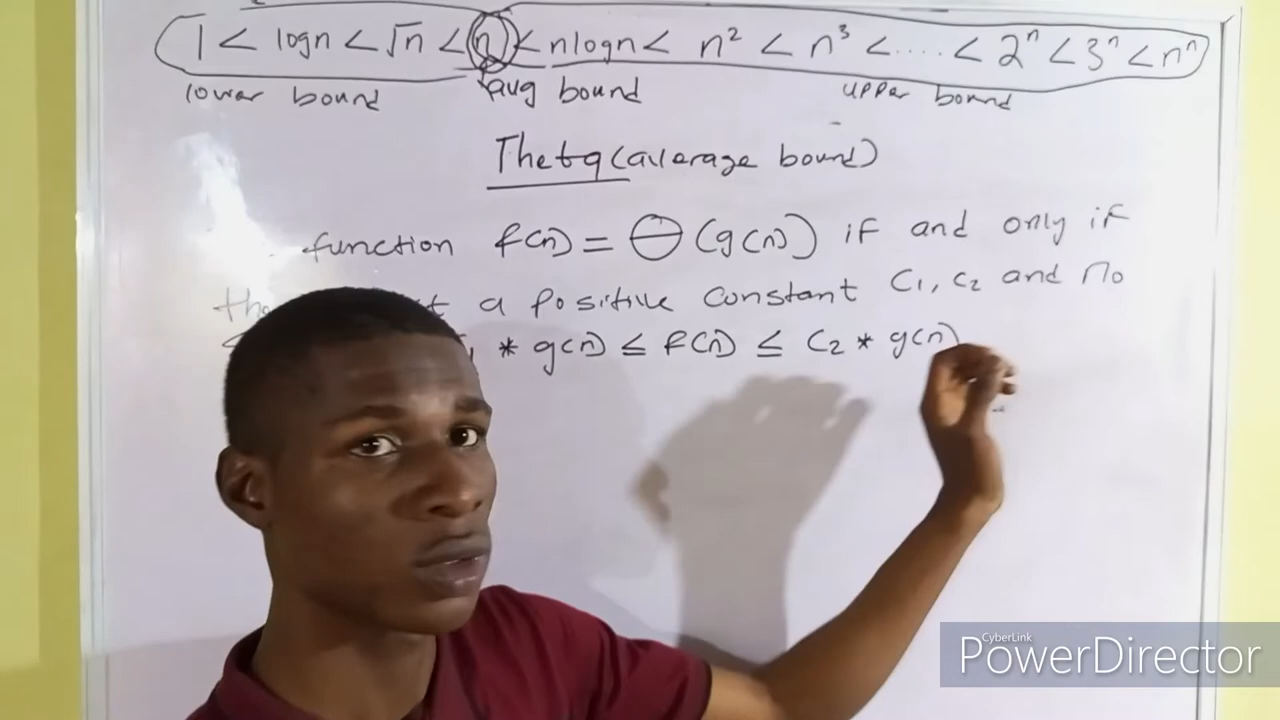 1 < logn < √n < n < nlogn < n² < n³ < .... < 2ⁿ < 3ⁿ < nⁿ
lower bound avg bound upper bound
Theta (average bound)
function f(n) = Θ (g(n)) if and only if
a positive constant C₁, C₂ and n₀
* g(n) ≤ f(n) ≤ C₂ * g(n)
CyberLink
PowerDirector